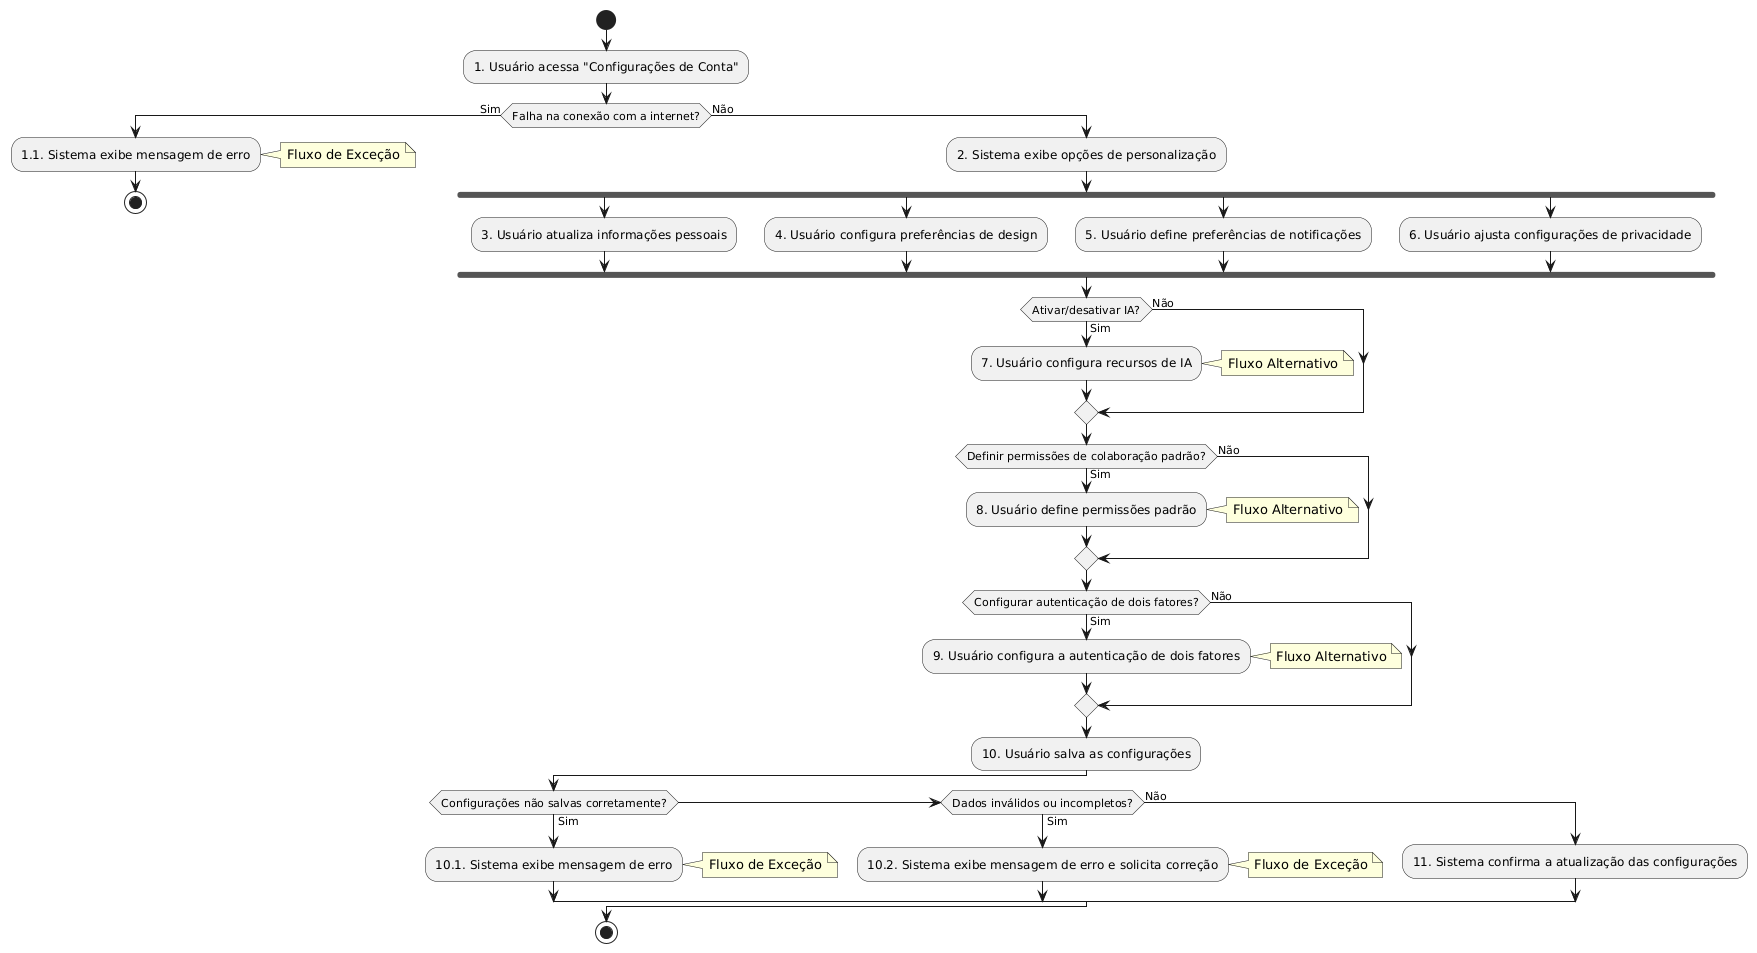 1. Usuário acessa "Configurações de Conta"
Falha na conexão com a internet?
Sim
Não
1.1. Sistema exibe mensagem de erro
Fluxo de Exceção
2. Sistema exibe opções de personalização
3. Usuário atualiza informações pessoais
4. Usuário configura preferências de design
5. Usuário define preferências de notificações
6. Usuário ajusta configurações de privacidade
Ativar/desativar IA?
Não
Sim
7. Usuário configura recursos de IA
Fluxo Alternativo
Definir permissões de colaboração padrão?
Não
Sim
8. Usuário define permissões padrão
Fluxo Alternativo
Configurar autenticação de dois fatores?
Não
Sim
9. Usuário configura a autenticação de dois fatores
Fluxo Alternativo
10. Usuário salva as configurações
Configurações não salvas corretamente?
Sim
Dados inválidos ou incompletos?
Não
Sim
10.1. Sistema exibe mensagem de erro
Fluxo de Exceção
10.2. Sistema exibe mensagem de erro e solicita correção
Fluxo de Exceção
11. Sistema confirma a atualização das configurações